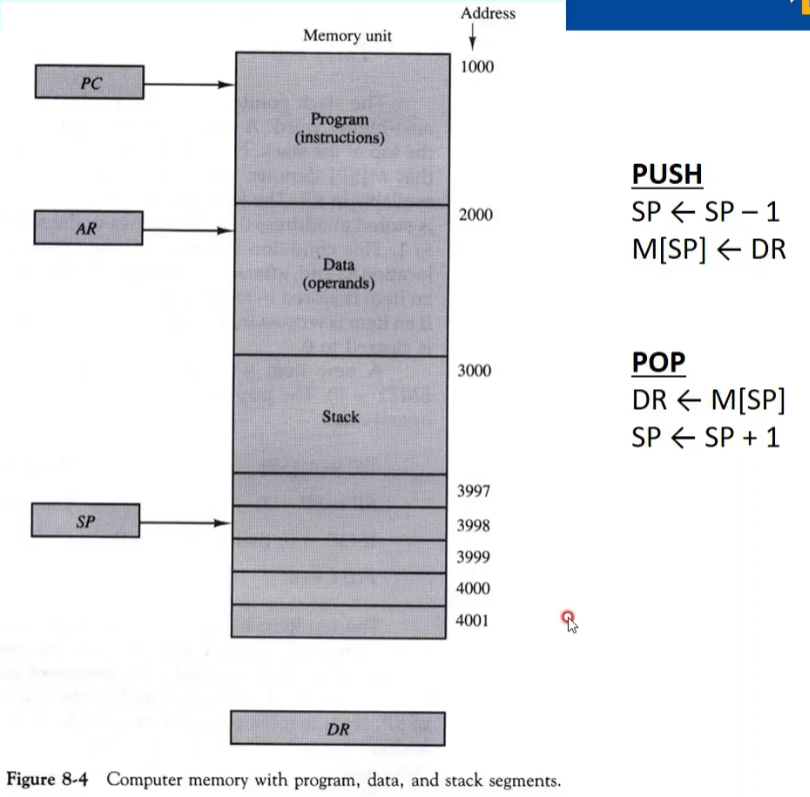 Address
Memory unit
1000
PC
Program
(instructions)
2000
AR
Data
(operands)
3000
Stack
3997
SP
3998
3999
4000
4001
DR
Figure 8-4 Computer memory with program, data, and stack segments.
PUSH
SP ← SP – 1
M[SP] ← DR
POP
DR ← M[SP]
SP ← SP + 1